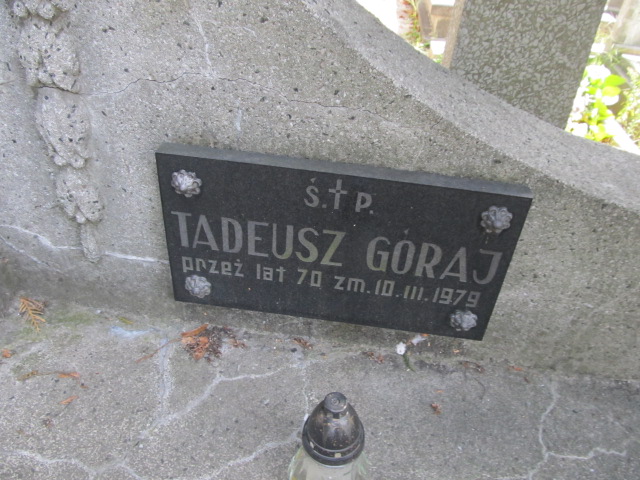 Ś.†P.
TADEUSZ GÓRAJ
przeż lat 70 zm.10.III.1979